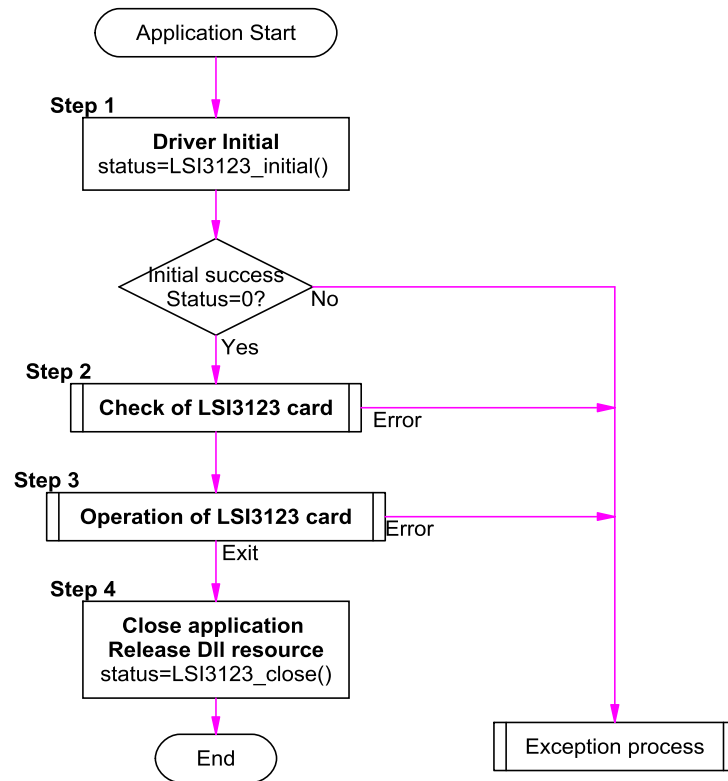 Application Start
Step 1
Driver Initial
status=LSI3123_initial()
Initial success
Status=0?
No
Yes
Step 2
Check of LSI3123 card
Error
Step 3
Operation of LSI3123 card
Error
Exit
Step 4
Close application
Release Dll resource
status=LSI3123_close()
End
Exception process